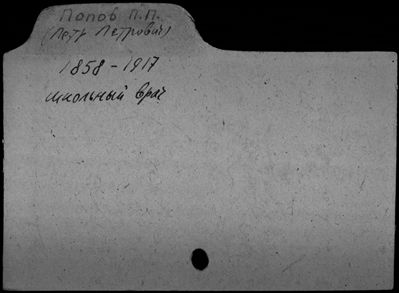 Попов П.П.
(Петр Петрович)
1858-1917
школьный врач